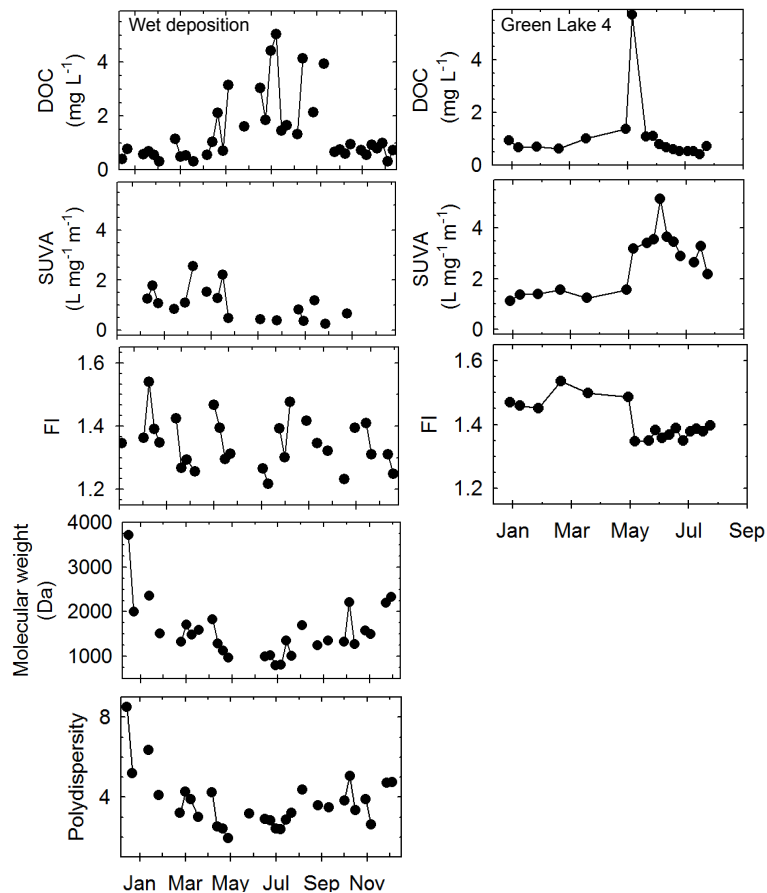 Wet deposition
DOC
(mg L⁻¹)
4
2
0
SUVA
(L mg⁻¹ m⁻¹)
4
2
0
FI
1.6
1.4
1.2
Molecular weight
(Da)
4000
3000
2000
1000
Polydispersity
8
4
Jan Mar May Jul Sep Nov
Green Lake 4
DOC
(mg L⁻¹)
4
2
0
SUVA
(L mg⁻¹ m⁻¹)
4
2
0
FI
1.6
1.4
1.2
Jan Mar May Jul Sep